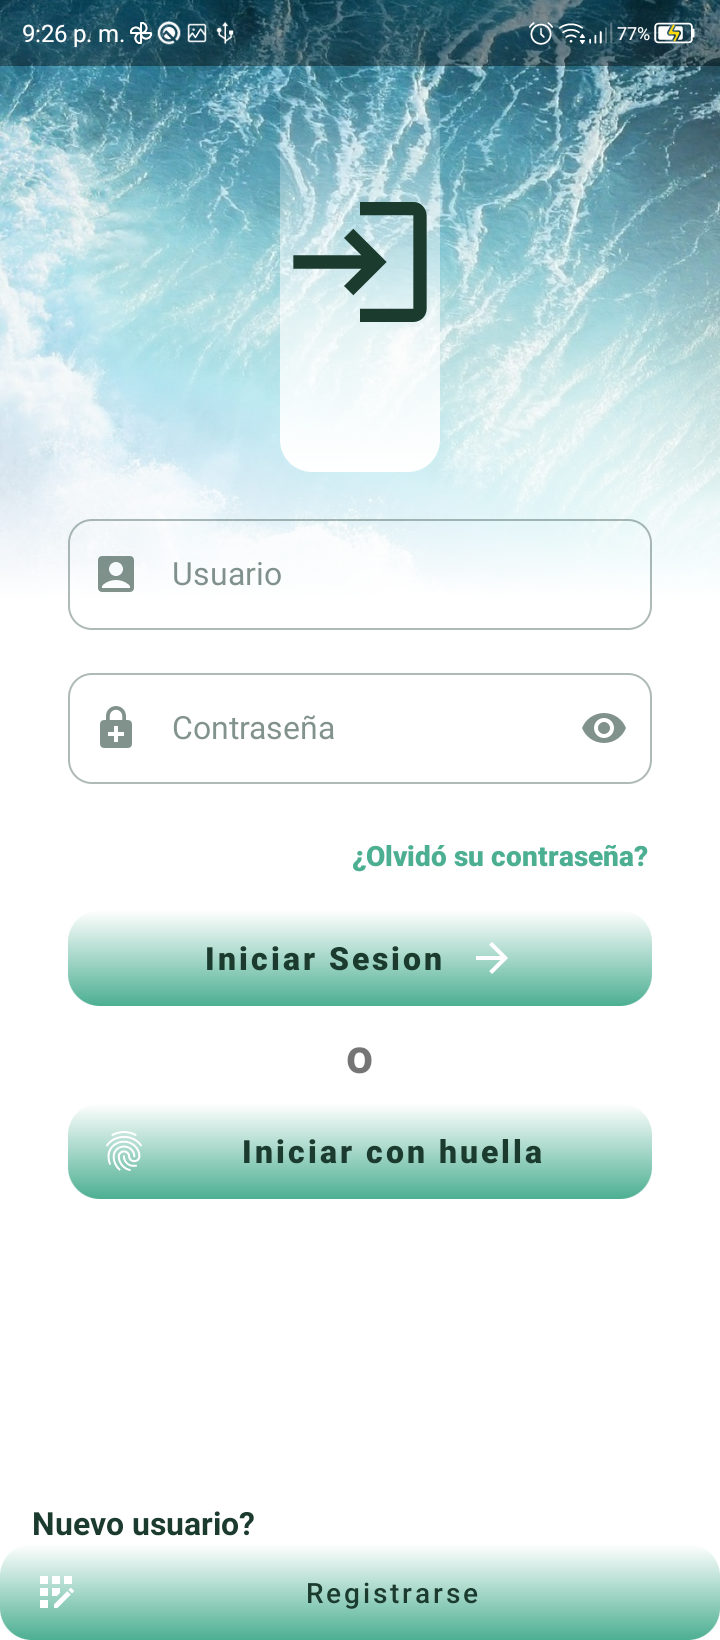 9:26 p. m.
77%
Usuario
Contraseña
¿Olvidó su contraseña?
Iniciar Sesion
O
Iniciar con huella
Nuevo usuario?
Registrarse